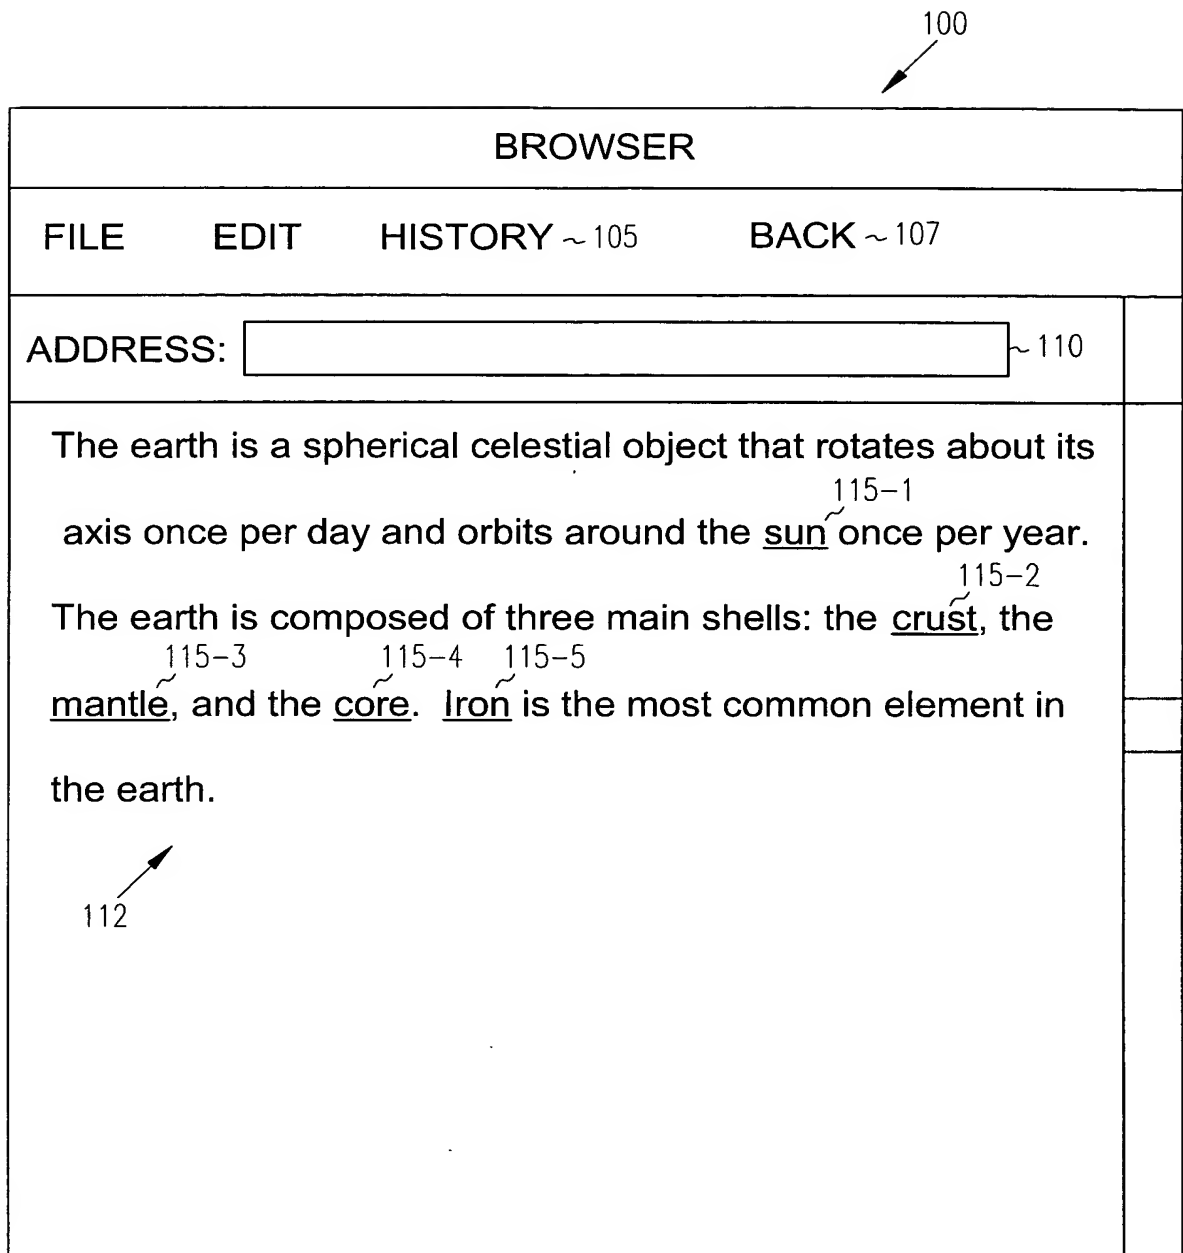 100
BROWSER
FILE EDIT HISTORY ~105 BACK ~107
ADDRESS: ~110
The earth is a spherical celestial object that rotates about its
115-1
axis once per day and orbits around the sun once per year.
115-2
The earth is composed of three main shells: the crust, the
115-3 115-4 115-5
mantle, and the core. Iron is the most common element in
the earth.
112